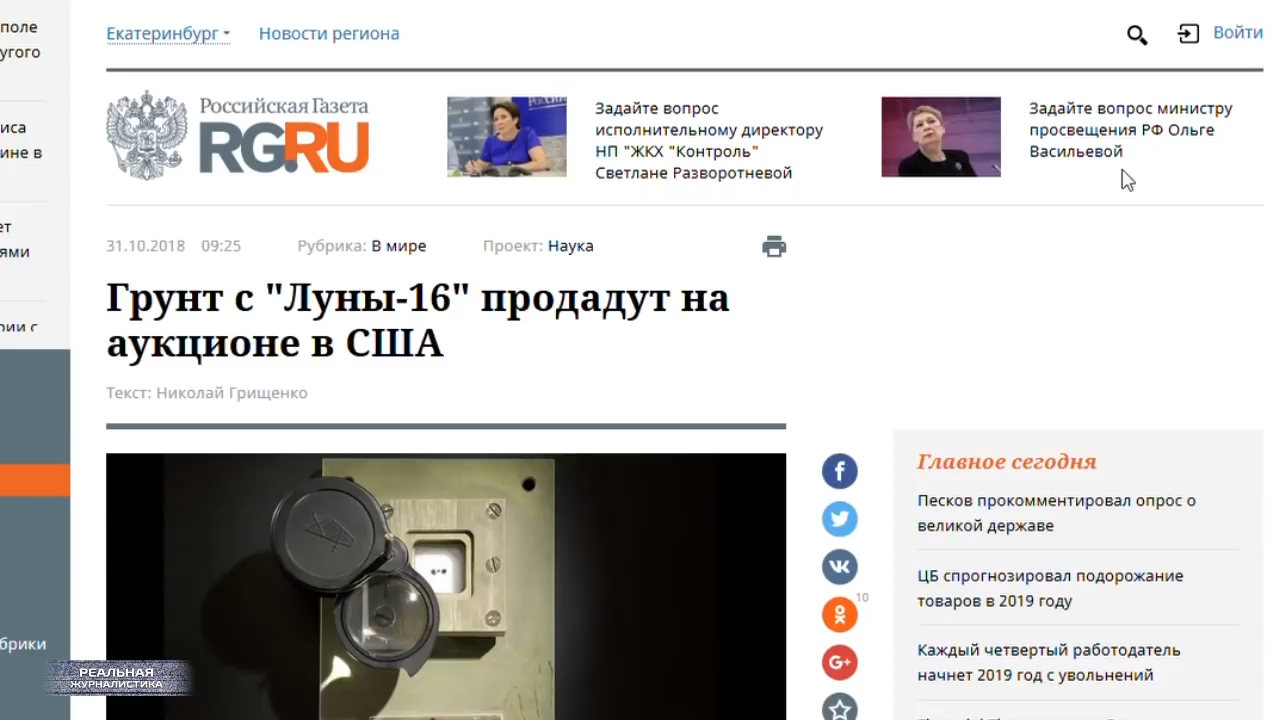 поле
угого
иса
ине в
ет
ями
рии с
брики
Екатеринбург
Новости региона
Войти
Российская Газета
RG.RU
Задайте вопрос
исполнительному директору
НП "ЖКХ "Контроль"
Светлане Разворотневой
Задайте вопрос министру
просвещения РФ Ольге
Васильевой
31.10.2018 09:25 Рубрика: В мире Проект: Наука
Грунт с "Луны-16" продадут на
аукционе в США
Текст: Николай Грищенко
10
Главное сегодня
Песков прокомментировал опрос о
великой державе
ЦБ спрогнозировал подорожание
товаров в 2019 году
Каждый четвертый работодатель
начнет 2019 год с увольнений
РЕАЛЬНАЯ
ЖУРНАЛИСТИКА